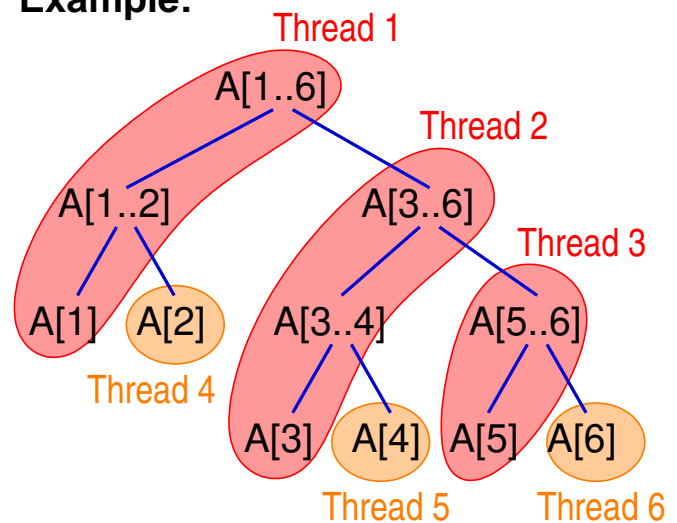 Example:
Thread 1
A[1..6]
Thread 2
A[1..2]
A[3..6]
Thread 3
A[1]
A[2]
A[3..4]
A[5..6]
Thread 4
A[3]
A[4]
A[5]
A[6]
Thread 5
Thread 6